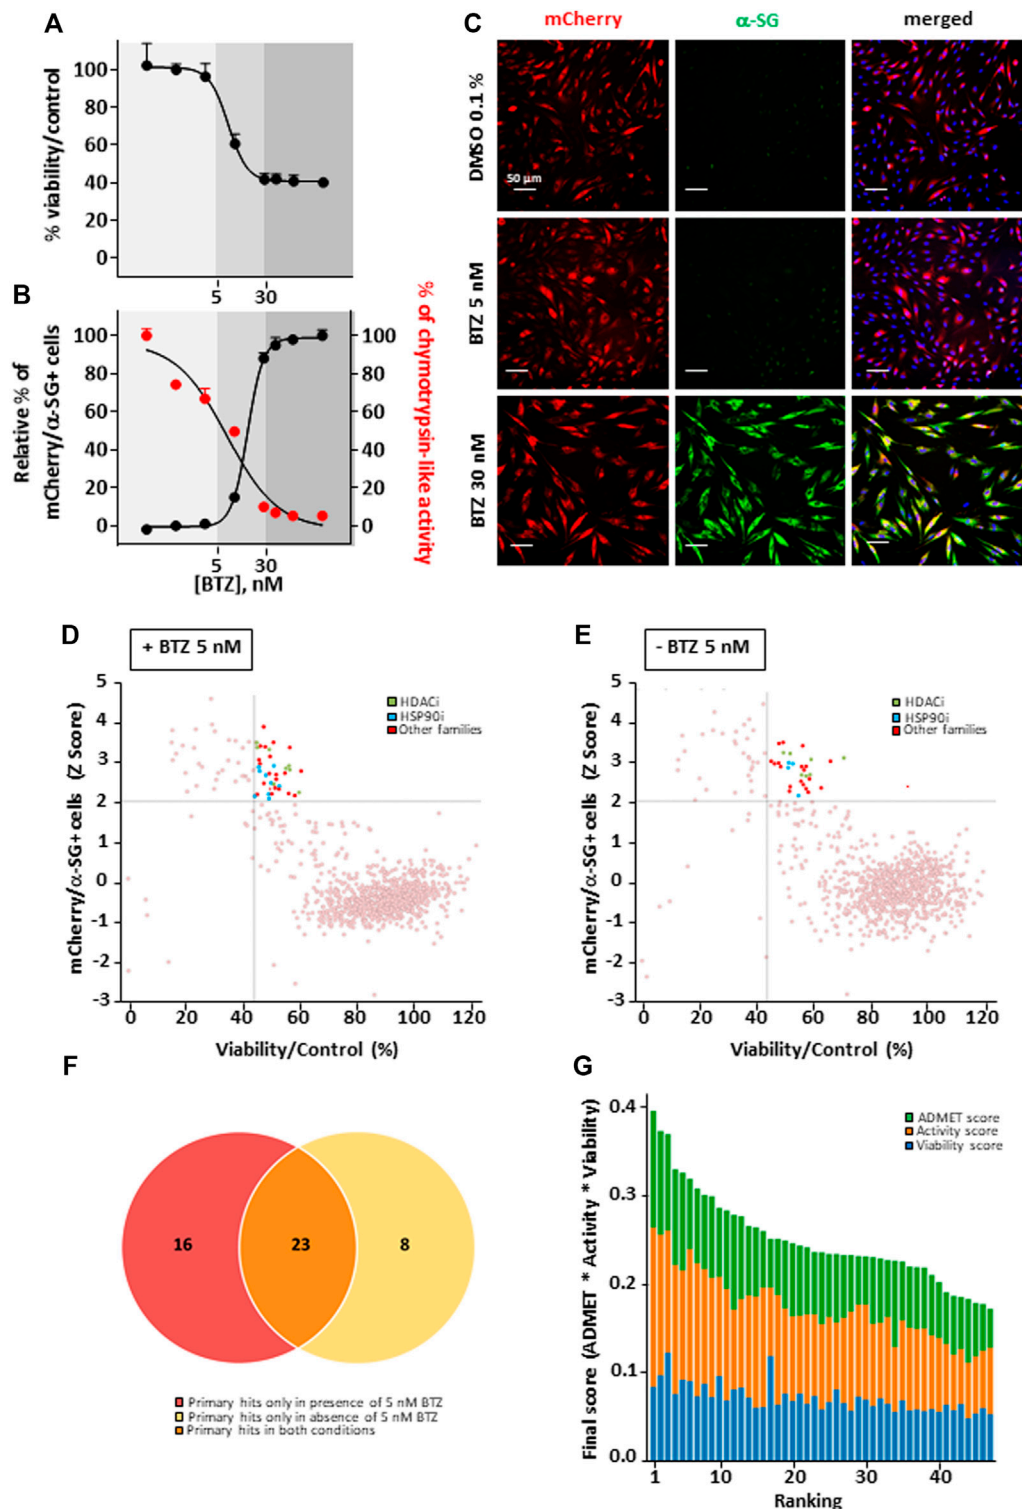 A
% viability/control
100
80
60
40
20
0
5
30
B
Relative % of
mCherry/α-SG+ cells
100
80
60
40
20
0
100
80
60
40
20
0
% of chymotrypsin-like activity
5
30
[BTZ], nM
C
mCherry
α-SG
merged
DMSO 0.1 %
50 µm
BTZ 5 nM
BTZ 30 nM
D
+ BTZ 5 nM
mCherry/α-SG+ cells (Z Score)
5
4
3
2
1
0
-1
-2
-3
HDACi
HSP90i
Other families
0 20 40 60 80 100 120
Viability/Control (%)
E
- BTZ 5 nM
mCherry/α-SG+ cells (Z Score)
5
4
3
2
1
0
-1
-2
-3
HDACi
HSP90i
Other families
0 20 40 60 80 100 120
Viability/Control (%)
F
16
23
8
Primary hits only in presence of 5 nM BTZ
Primary hits only in absence of 5 nM BTZ
Primary hits in both conditions
G
Final score (ADMET * Activity * Viability)
0.4
0.3
0.2
0.1
0.0
ADMET score
Activity score
Viability score
1 10 20 30 40
Ranking